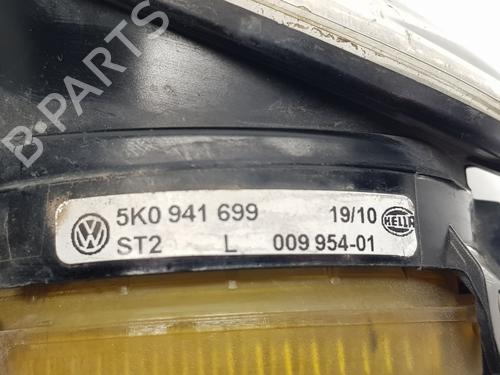 B-PARTS
5K0 941 699 19/10 HELLA
ST2 L 009 954-01